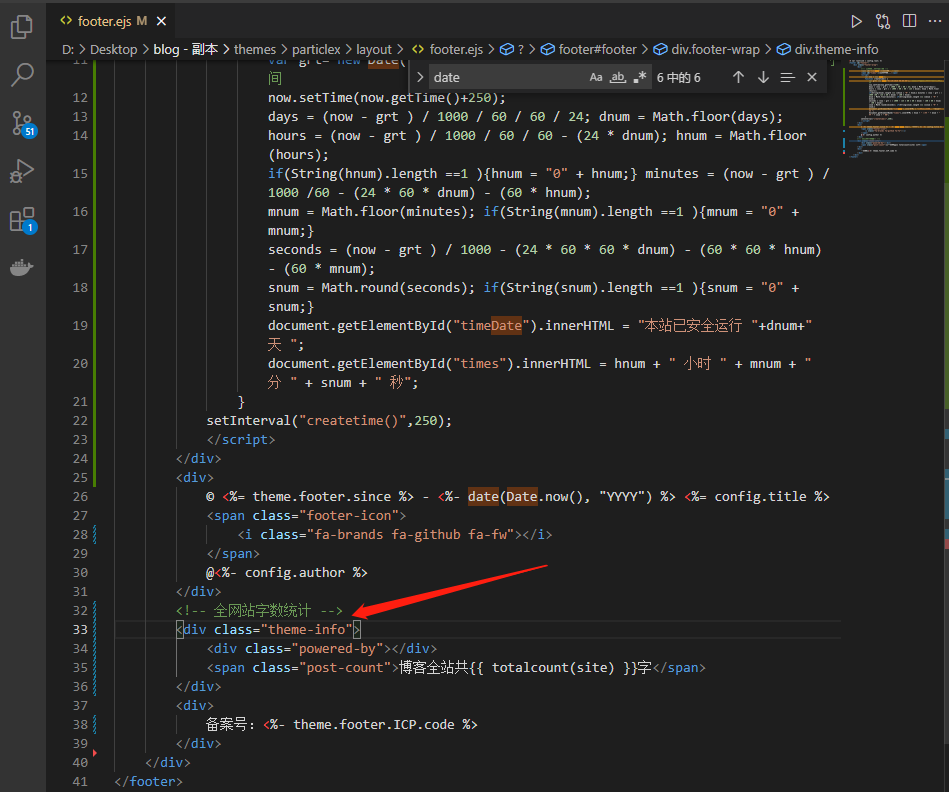 footer.ejs M
D: > Desktop > blog - 副本 > themes > particlex > layout > footer.ejs > ? > footer#footer > div.footer-wrap > div.theme-info
date Aa ab 6 中的 6
11 var grt= new Date(
间
12 now.setTime(now.getTime()+250);
13 days = (now - grt ) / 1000 / 60 / 60 / 24; dnum = Math.floor(days);
14 hours = (now - grt ) / 1000 / 60 / 60 - (24 * dnum); hnum = Math.floor
(hours);
15 if(String(hnum).length ==1 ){hnum = "0" + hnum;} minutes = (now - grt ) /
1000 /60 - (24 * 60 * dnum) - (60 * hnum);
16 mnum = Math.floor(minutes); if(String(mnum).length ==1 ){mnum = "0" +
mnum;}
17 seconds = (now - grt ) / 1000 - (24 * 60 * 60 * dnum) - (60 * 60 * hnum)
- (60 * mnum);
18 snum = Math.round(seconds); if(String(snum).length ==1 ){snum = "0" +
snum;}
19 document.getElementById("timeDate").innerHTML = "本站已安全运行 "+dnum+"
天 ";
20 document.getElementById("times").innerHTML = hnum + " 小时 " + mnum + "
分 " + snum + " 秒";
21 }
22 setInterval("createtime()",250);
23 </script>
24 </div>
25 <div>
26 © <%= theme.footer.since %> - <%- date(Date.now(), "YYYY") %> <%= config.title %>
27 <span class="footer-icon">
28 <i class="fa-brands fa-github fa-fw"></i>
29 </span>
30 @<%- config.author %>
31 </div>
32 <!-- 全网站字数统计 -->
33 <div class="theme-info">
34 <div class="powered-by"></div>
35 <span class="post-count">博客全站共{{ totalcount(site) }}字</span>
36 </div>
37 <div>
38 备案号: <%- theme.footer.ICP.code %>
39 </div>
40 </div>
41 </footer>
51
1